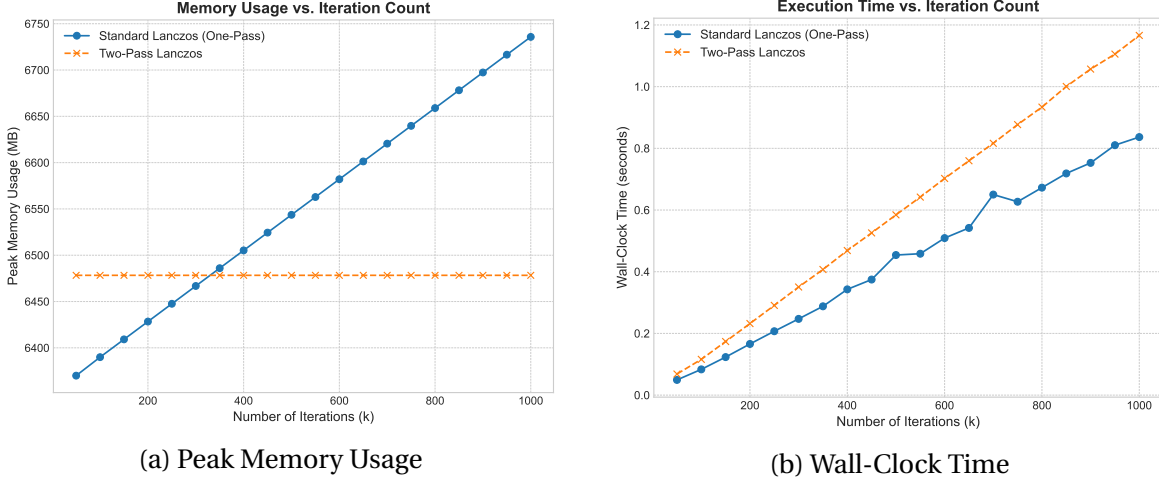 Memory Usage vs. Iteration Count
6750
6700
6650
6600
6550
6500
6450
6400
Peak Memory Usage (MB)
Standard Lanczos (One-Pass)
Two-Pass Lanczos
200
400
600
800
1000
Number of Iterations (k)
(a) Peak Memory Usage
Execution Time vs. Iteration Count
1.2
1.0
0.8
0.6
0.4
0.2
0.0
Wall-Clock Time (seconds)
Standard Lanczos (One-Pass)
Two-Pass Lanczos
200
400
600
800
1000
Number of Iterations (k)
(b) Wall-Clock Time